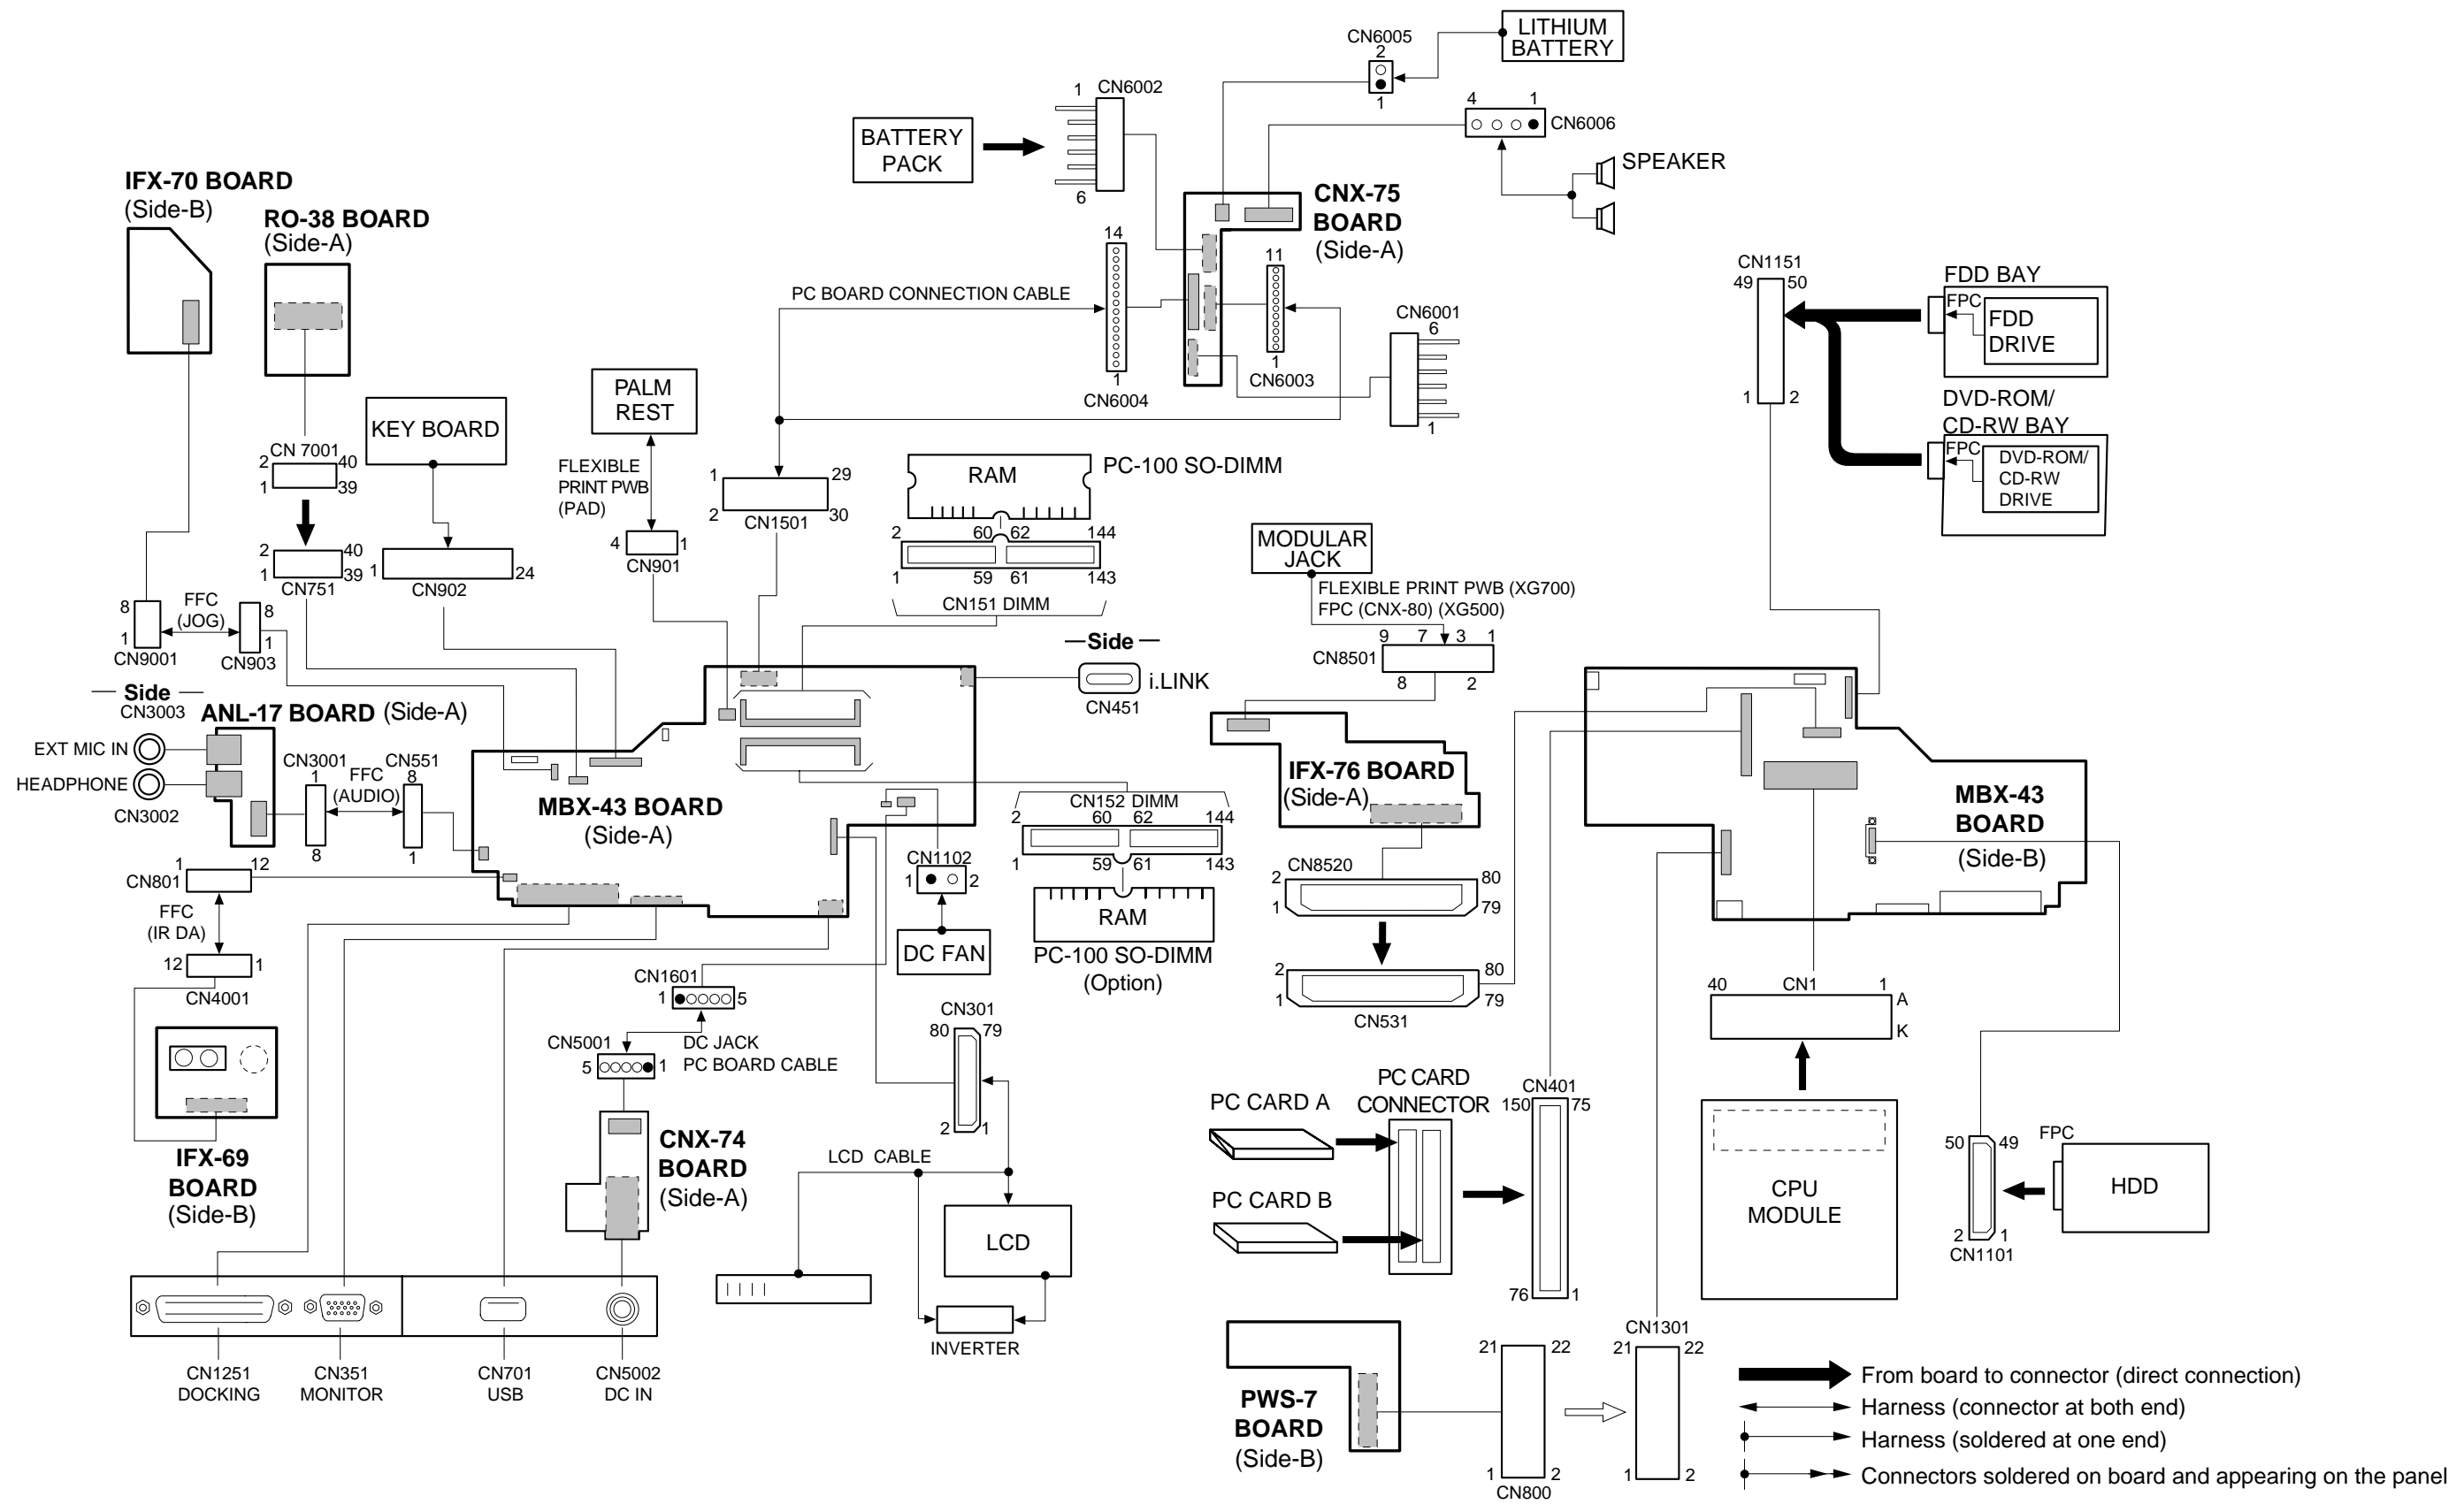 LITHIUM
BATTERY
CN6005
2
1
1
CN6002
6
BATTERY
PACK
4
1
CN6006
SPEAKER
CNX-75
BOARD
(Side-A)
IFX-70 BOARD
(Side-B)
RO-38 BOARD
(Side-A)
14
1
CN6004
11
1
CN6003
PC BOARD CONNECTION CABLE
CN6001
6
1
CN1151
49
50
1
2
FDD BAY
FPC
FDD
DRIVE
DVD-ROM/
CD-RW BAY
FPC
DVD-ROM/
CD-RW
DRIVE
PALM
REST
KEY BOARD
CN 7001
2
40
1
39
FLEXIBLE
PRINT PWB
(PAD)
1
29
2
30
CN1501
RAM
PC-100 SO-DIMM
2
60
62
144
1
59
61
143
CN151 DIMM
4
1
CN901
2
40
1
39
CN751
1
24
CN902
MODULAR
JACK
FLEXIBLE PRINT PWB (XG700)
FPC (CNX-80) (XG500)
9
7
3
1
CN8501
8
2
8
1
CN9001
FFC
(JOG)
8
1
CN903
Side
i.LINK
CN451
Side
CN3003
ANL-17 BOARD (Side-A)
EXT MIC IN
HEADPHONE
CN3002
CN3001
1
8
FFC
(AUDIO)
CN551
8
1
MBX-43 BOARD
(Side-A)
IFX-76 BOARD
(Side-A)
MBX-43
BOARD
(Side-B)
CN152 DIMM
2
60
62
144
1
59
61
143
RAM
PC-100 SO-DIMM
(Option)
CN1102
1
2
DC FAN
1
12
CN801
FFC
(IR DA)
12
1
CN4001
CN8520
2
80
1
79
2
80
1
79
CN531
CN1601
1
5
CN5001
5
1
DC JACK
PC BOARD CABLE
CN301
80
79
2
1
40
CN1
1
A
K
CPU
MODULE
IFX-69
BOARD
(Side-B)
CNX-74
BOARD
(Side-A)
LCD CABLE
LCD
INVERTER
PC CARD A
PC CARD B
PC CARD
CONNECTOR
CN401
150
75
76
1
50
49
2
1
CN1101
FPC
HDD
CN1251
DOCKING
CN351
MONITOR
CN701
USB
CN5002
DC IN
PWS-7
BOARD
(Side-B)
21
22
1
2
CN800
CN1301
21
22
1
2
From board to connector (direct connection)
Harness (connector at both end)
Harness (soldered at one end)
Connectors soldered on board and appearing on the panel